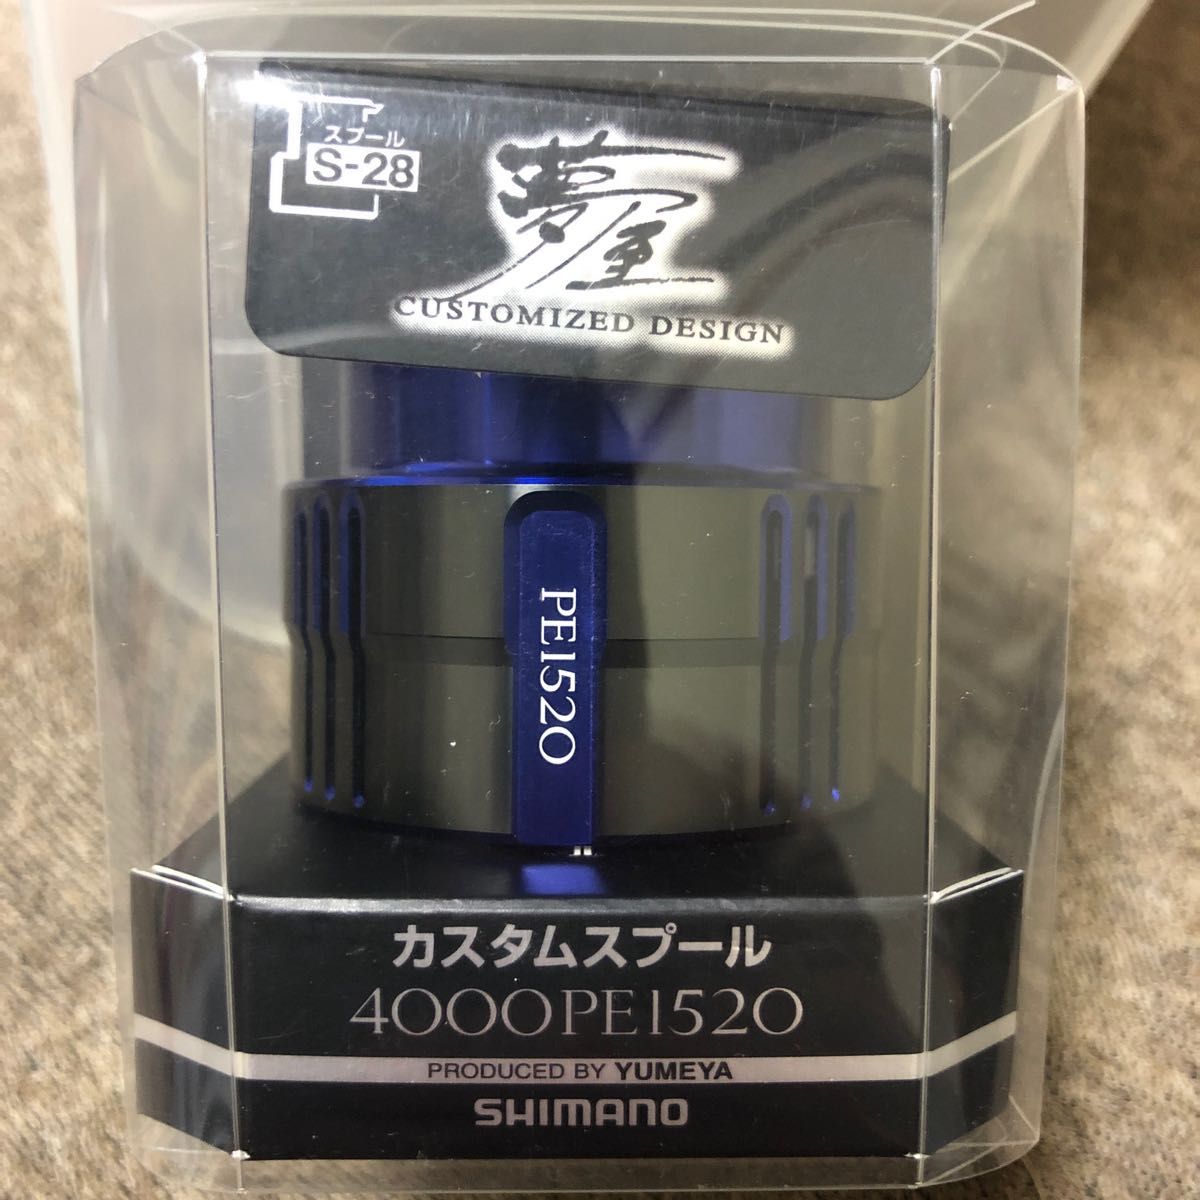 スプール
S-28
夢屋
CUSTOMIZED DESIGN
PE1520
カスタムスプール
4000PE1520
PRODUCED BY YUMEYA
SHIMANO